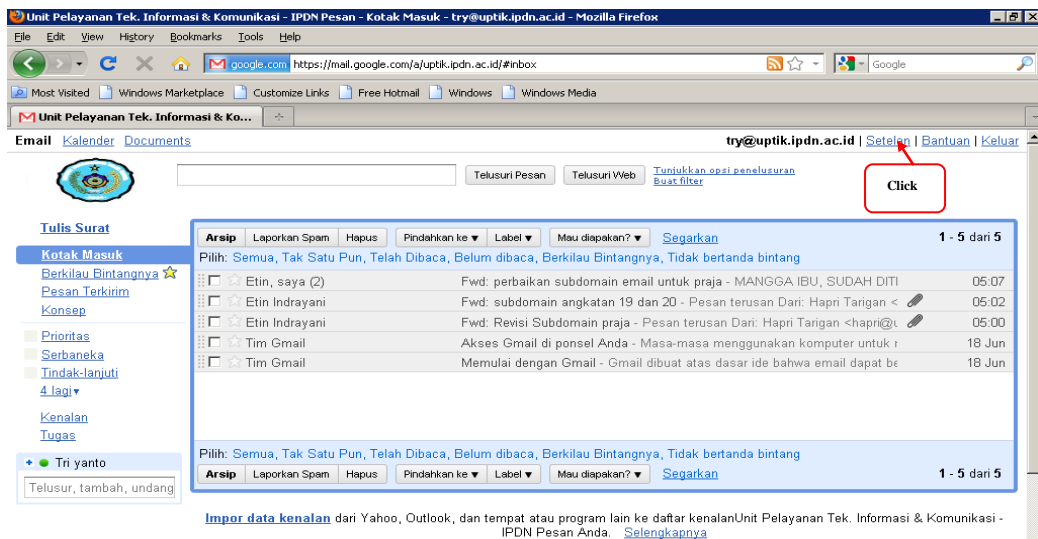 Unit Pelayanan Tek. Informasi & Komunikasi - IPDN Pesan - Kotak Masuk - try@uptik.ipdn.ac.id - Mozilla Firefox
File Edit View History Bookmarks Tools Help
google.com https://mail.google.com/a/uptik.ipdn.ac.id/#inbox Google
Most Visited Windows Marketplace Customize Links Free Hotmail Windows Windows Media
Unit Pelayanan Tek. Informasi & Ko...
Email Kalender Documents try@uptik.ipdn.ac.id | Setelan | Bantuan | Keluar
Telusuri Pesan Telusuri Web Tunjukkan opsi penelusuran
Buat filter
Click
Tulis Surat
Kotak Masuk
Berkilau Bintangnya
Pesan Terkirim
Konsep
Prioritas
Serbaneka
Tindak-lanjuti
4 lagi▾
Kenalan
Tugas
Tri yanto
Telusur, tambah, undang
Arsip Laporkan Spam Hapus Pindahkan ke ▾ Label ▾ Mau diapakan? ▾ Segarkan 1 - 5 dari 5
Pilih: Semua, Tak Satu Pun, Telah Dibaca, Belum dibaca, Berkilau Bintangnya, Tidak bertanda bintang
Etin, saya (2) Fwd: perbaikan subdomain email untuk praja - MANGGA IBU, SUDAH DITI 05:07
Etin Indrayani Fwd: subdomain angkatan 19 dan 20 - Pesan terusan Dari: Hapri Tarigan < 05:02
Etin Indrayani Fwd: Revisi Subdomain praja - Pesan terusan Dari: Hapri Tarigan <hapri@ 05:00
Tim Gmail Akses Gmail di ponsel Anda - Masa-masa menggunakan komputer untuk 18 Jun
Tim Gmail Memulai dengan Gmail - Gmail dibuat atas dasar ide bahwa email dapat be 18 Jun
Pilih: Semua, Tak Satu Pun, Telah Dibaca, Belum dibaca, Berkilau Bintangnya, Tidak bertanda bintang
Arsip Laporkan Spam Hapus Pindahkan ke ▾ Label ▾ Mau diapakan? ▾ Segarkan 1 - 5 dari 5
Impor data kenalan dari Yahoo, Outlook, dan tempat atau program lain ke daftar kenalanUnit Pelayanan Tek. Informasi & Komunikasi -
IPDN Pesan Anda. Selengkapnya